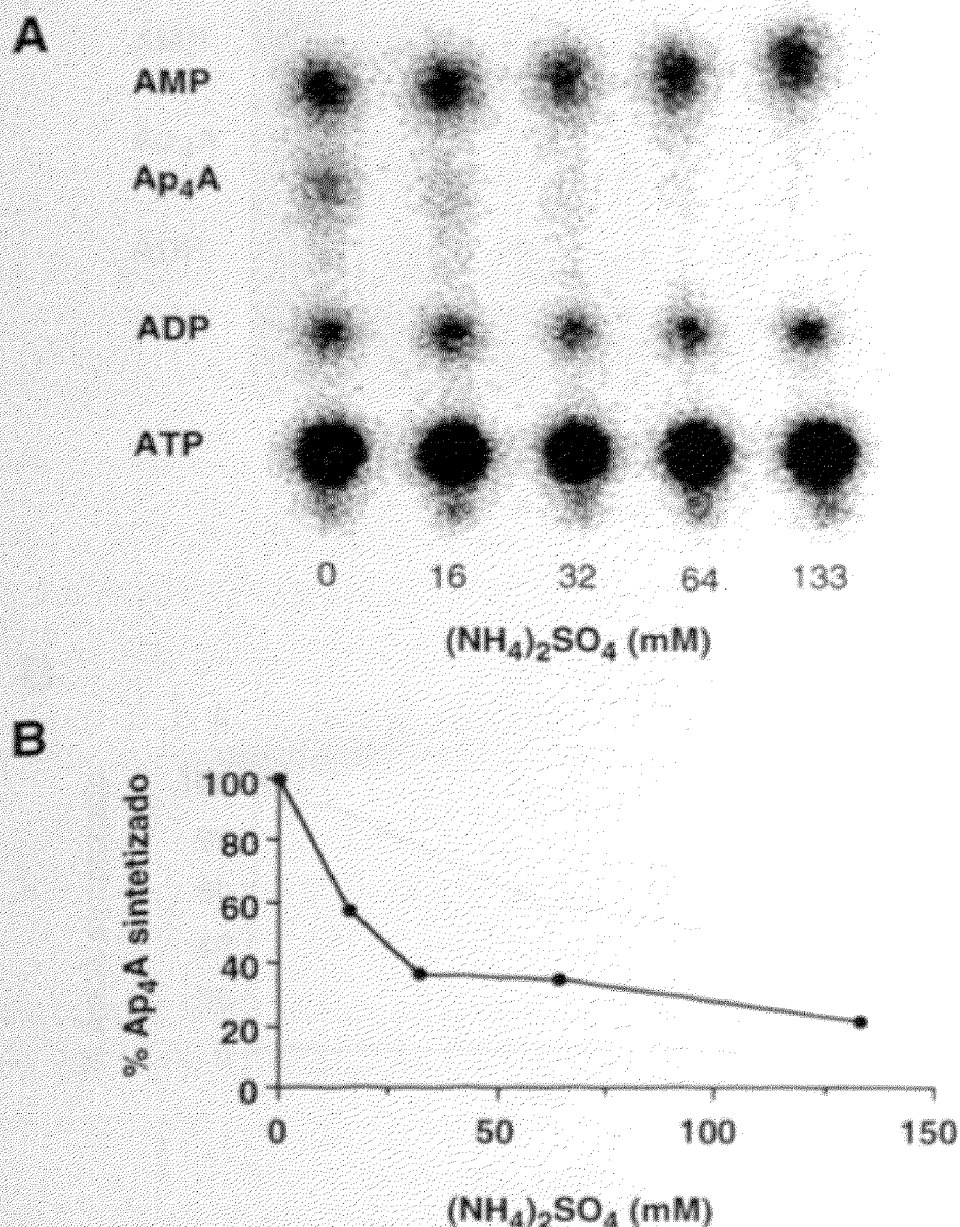 A
AMP
Ap₄A
ADP
ATP
0 16 32 64 133
(NH₄)₂SO₄ (mM)
B
% Ap₄A sintetizado
100
80
60
40
20
0
0 50 100 150
(NH₄)₂SO₄ (mM)